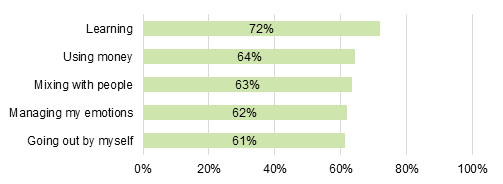 Learning 72%
Using money 64%
Mixing with people 63%
Managing my emotions 62%
Going out by myself 61%
0% 20% 40% 60% 80% 100%